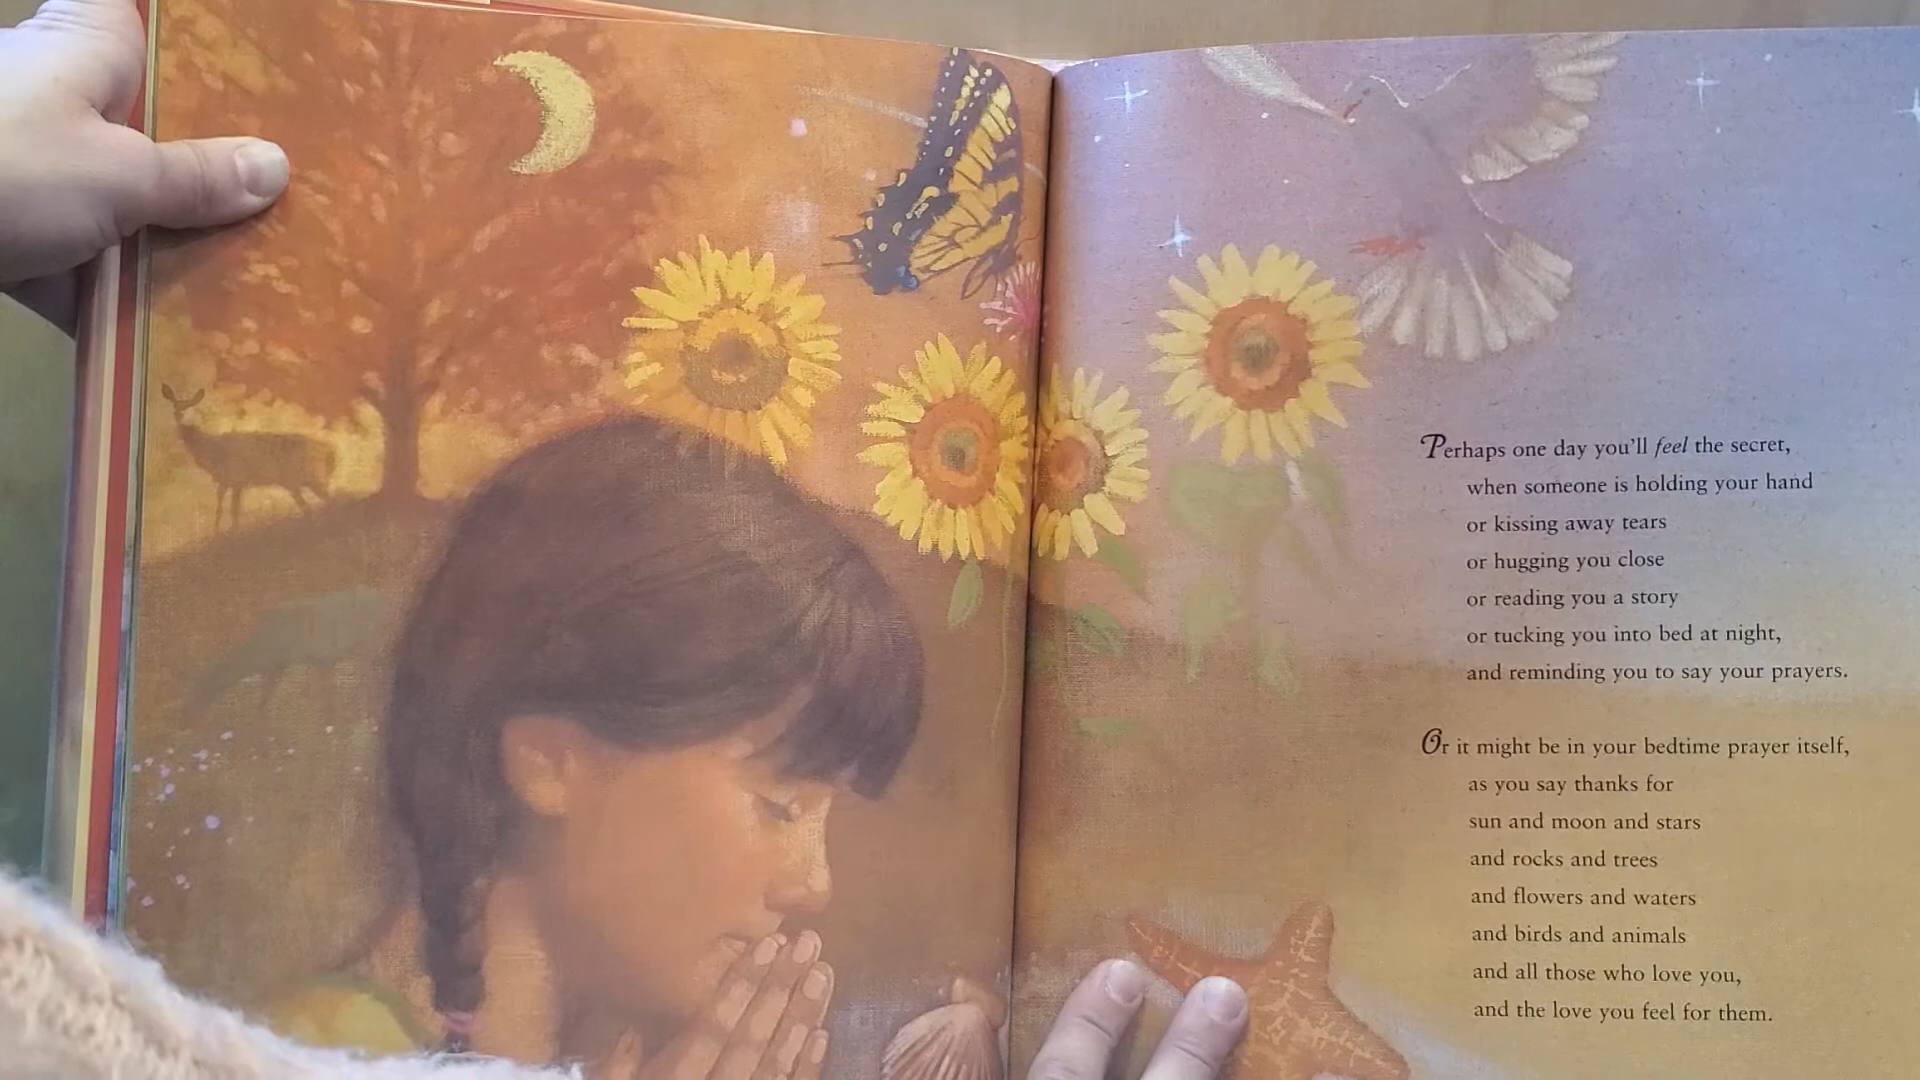 Perhaps one day you'll feel the secret,
when someone is holding your hand
or kissing away tears
or hugging you close
or reading you a story
or tucking you into bed at night,
and reminding you to say your prayers.
Or it might be in your bedtime prayer itself,
as you say thanks for
sun and moon and stars
and rocks and trees
and flowers and waters
and birds and animals
and all those who love you,
and the love you feel for them.